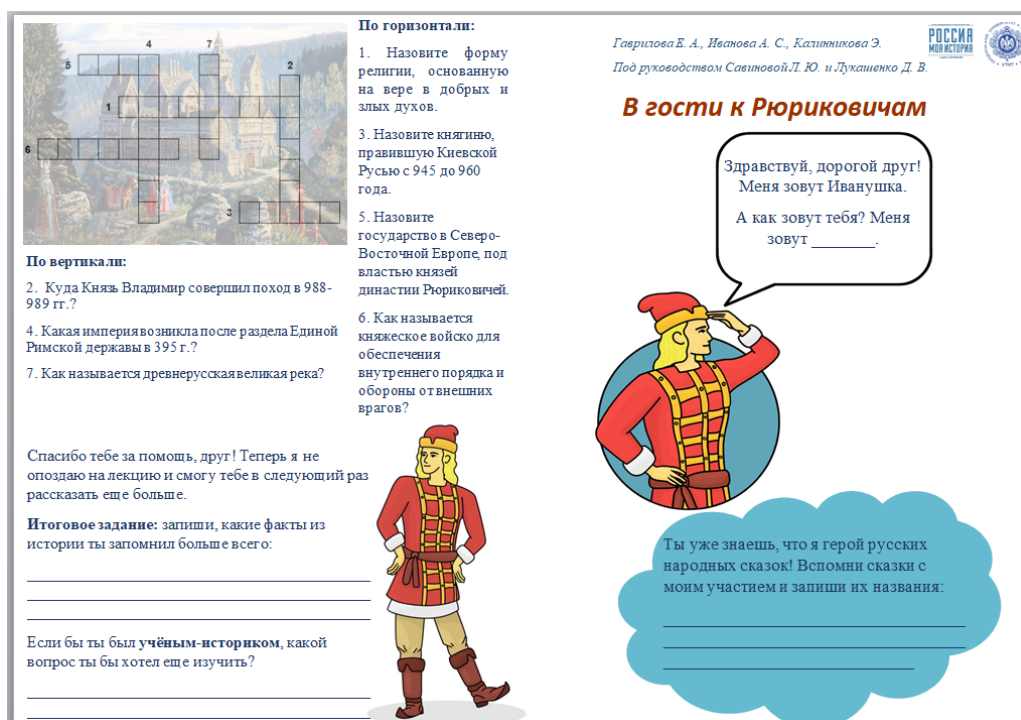 4
7
5
2
1
6
3
По горизонтали:
1. Назовите форму
религии, основанную
на вере в добрых и
злых духов.
3. Назовите княгиню,
правившую Киевской
Русью с 945 до 960
года.
5. Назовите
государство в Северо-
Восточной Европе, под
властью князей
династии Рюриковичей.
6. Как называется
княжеское войско для
обеспечения
внутреннего порядка и
обороны от внешних
врагов?
По вертикали:
2. Куда Князь Владимир совершил поход в 988-
989 гг.?
4. Какая империя возникла после раздела Единой
Римской державы в 395 г.?
7. Как называется древнерусская великая река?
Спасибо тебе за помощь, друг! Теперь я не
опоздаю на лекцию и смогу тебе в следующий раз
рассказать еще больше.
Итоговое задание: запиши, какие факты из
истории ты запомнил больше всего:
Если бы ты был учёным-историком, какой
вопрос ты бы хотел еще изучить?
Гаврилова Е. А., Иванова А. С., Калинникова Э.
Под руководством Савиновой Л. Ю. и Лукашенко Д. В.
РОССИЯ
МОЯ ИСТОРИЯ
В гости к Рюриковичам
Здравствуй, дорогой друг!
Меня зовут Иванушка.
А как зовут тебя? Меня
зовут ________.
Ты уже знаешь, что я герой русских
народных сказок! Вспомни сказки с
моим участием и запиши их названия: